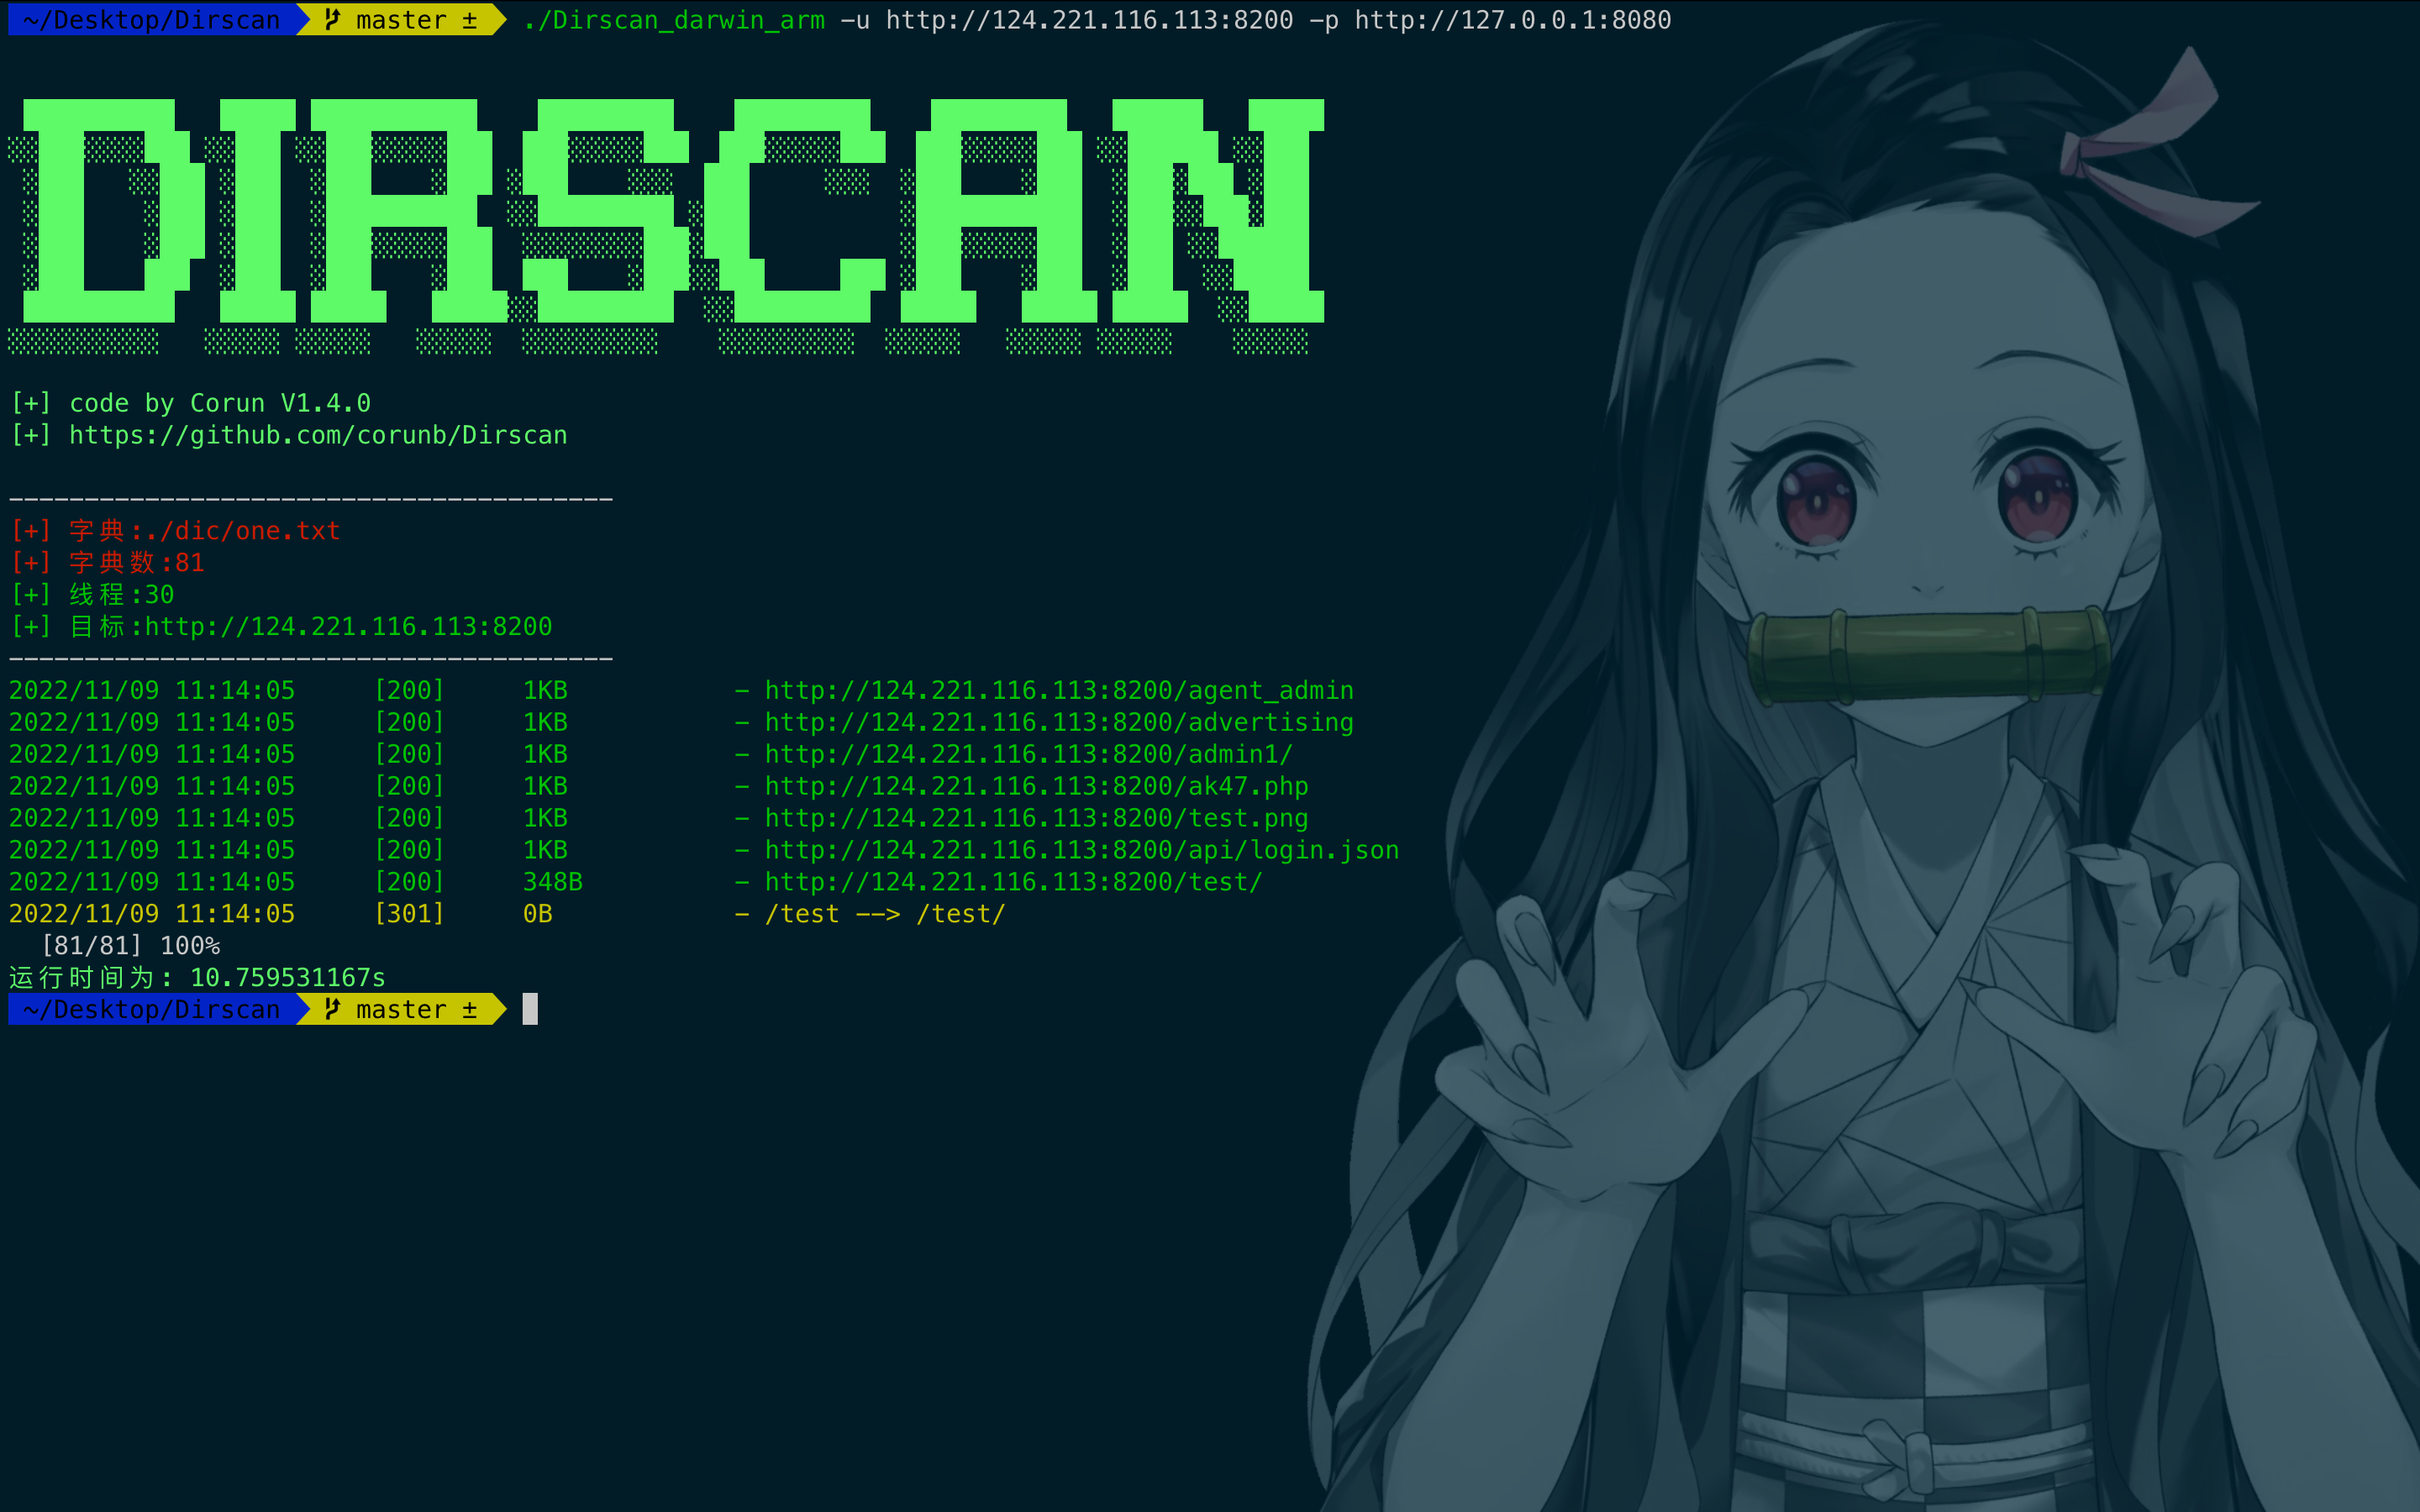 ~/Desktop/Dirscan master ± ./Dirscan_darwin_arm -u http://124.221.116.113:8200 -p http://127.0.0.1:8080
DIRSCAN
[+] code by Corun V1.4.0
[+] https://github.com/corunb/Dirscan
----------------------------------------
[+] 字典:./dic/one.txt
[+] 字典数:81
[+] 线程:30
[+] 目标:http://124.221.116.113:8200
----------------------------------------
2022/11/09 11:14:05 [200] 1KB - http://124.221.116.113:8200/agent_admin
2022/11/09 11:14:05 [200] 1KB - http://124.221.116.113:8200/advertising
2022/11/09 11:14:05 [200] 1KB - http://124.221.116.113:8200/admin1/
2022/11/09 11:14:05 [200] 1KB - http://124.221.116.113:8200/ak47.php
2022/11/09 11:14:05 [200] 1KB - http://124.221.116.113:8200/test.png
2022/11/09 11:14:05 [200] 1KB - http://124.221.116.113:8200/api/login.json
2022/11/09 11:14:05 [200] 348B - http://124.221.116.113:8200/test/
2022/11/09 11:14:05 [301] 0B - /test --> /test/
[81/81] 100%
运行时间为: 10.759531167s
~/Desktop/Dirscan master ±